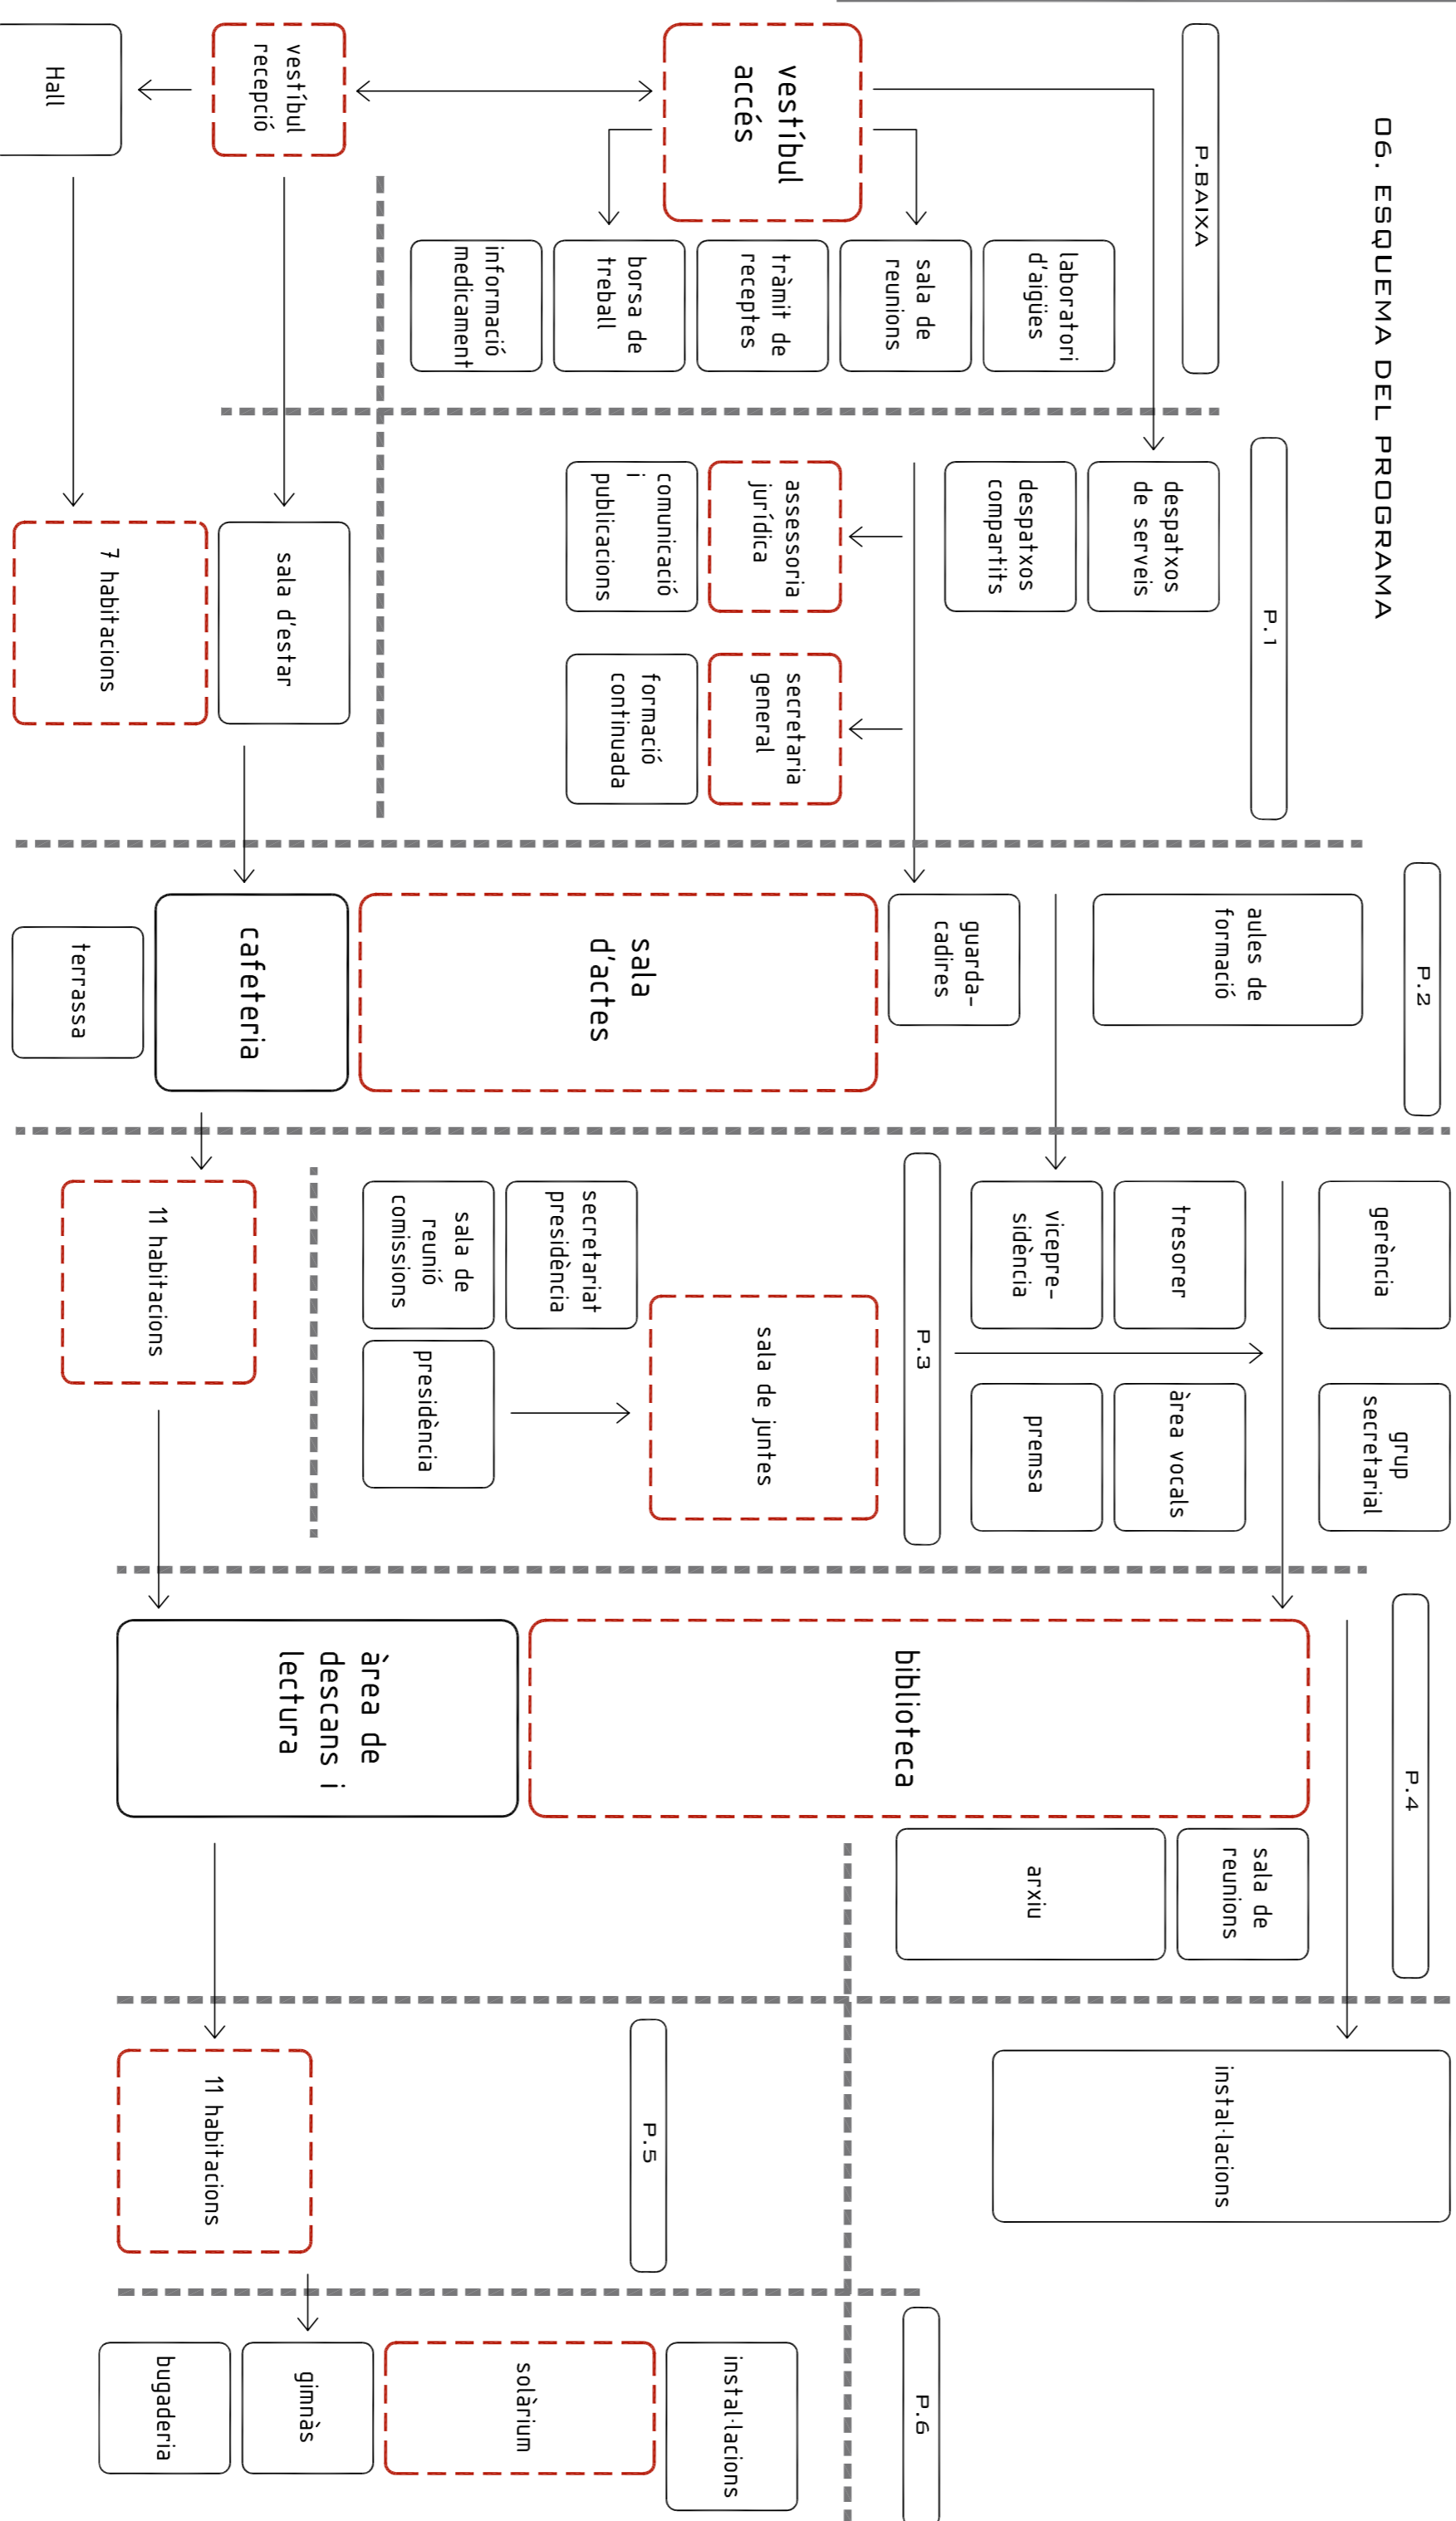 06. ESQUEMA DEL PROGRAMA
P.BAIXA
vestíbul
accés
laboratori
d'aigües
sala de
reunions
tràmit de
receptes
borsa de
treball
informació
medicament
vestíbul
recepció
Hall
P.1
despatxos
de serveis
despatxos
compartits
assessoria
jurídica
comunicació
i
publicacions
secretaria
general
formació
continuada
sala d'estar
7 habitacions
P.2
aules de
formació
guarda-
cadires
sala
d'actes
cafeteria
terrassa
gerència
grup
secretarial
tresorer
àrea vocals
vicepre-
sidència
premsa
P.3
sala de juntes
secretariat
presidència
sala de
reunió
comissions
presidència
11 habitacions
P.4
biblioteca
àrea de
descans i
lectura
sala de
reunions
arxiu
instal·lacions
P.5
11 habitacions
P.6
instal·lacions
solàrium
gimnàs
bugaderia